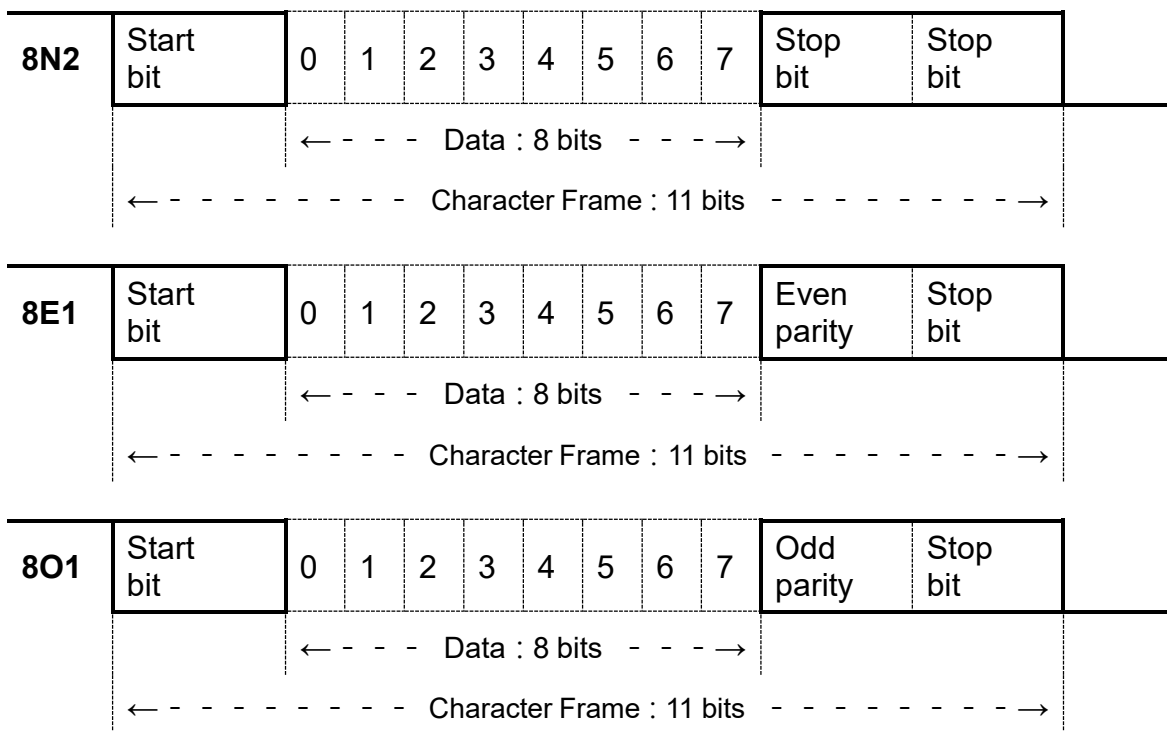 8N2 Start bit 0 1 2 3 4 5 6 7 Stop bit Stop bit
← - - - Data : 8 bits - - - →
← - - - - - - - - Character Frame : 11 bits - - - - - - - - →
8E1 Start bit 0 1 2 3 4 5 6 7 Even parity Stop bit
← - - - Data : 8 bits - - - →
← - - - - - - - - Character Frame : 11 bits - - - - - - - - →
8O1 Start bit 0 1 2 3 4 5 6 7 Odd parity Stop bit
← - - - Data : 8 bits - - - →
← - - - - - - - - Character Frame : 11 bits - - - - - - - - →